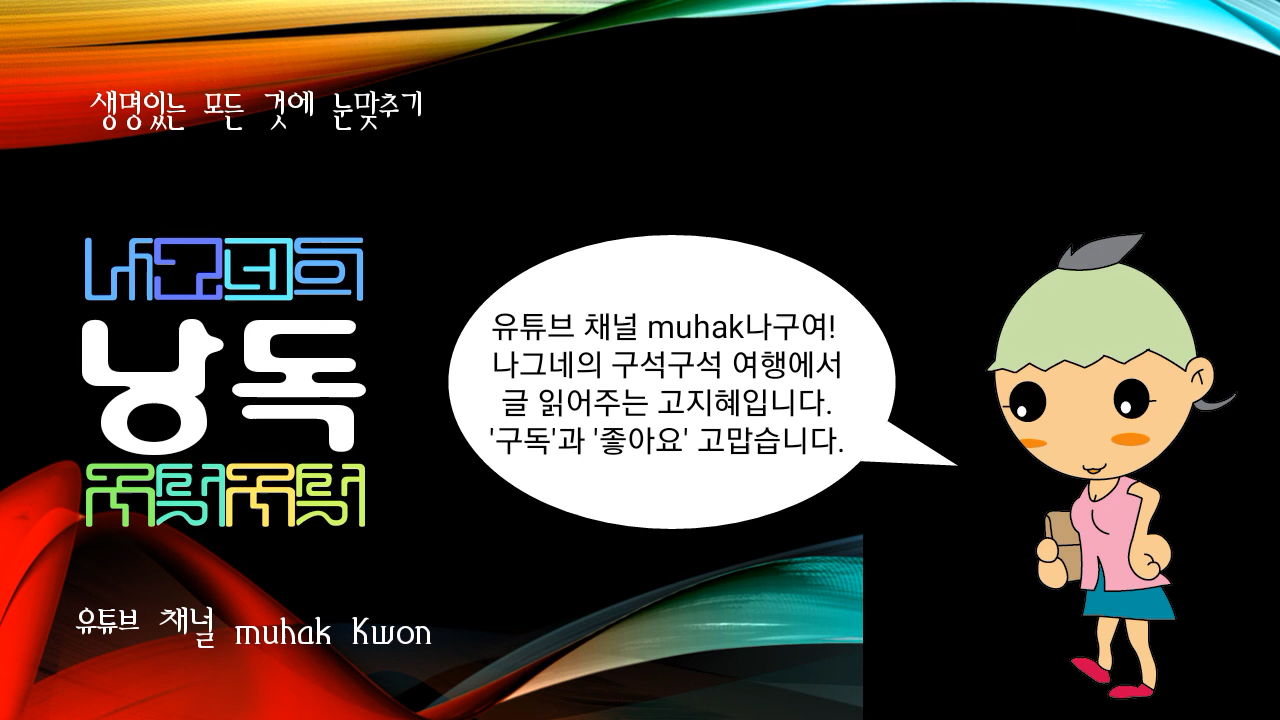 생명있는 모든 것에 눈맞추기
나그네의
낭독
구석구석
유튜브 채널 muhak나구여!
나그네의 구석구석 여행에서
글 읽어주는 고지혜입니다.
'구독'과 '좋아요' 고맙습니다.
유튜브 채널 muhak Kwon